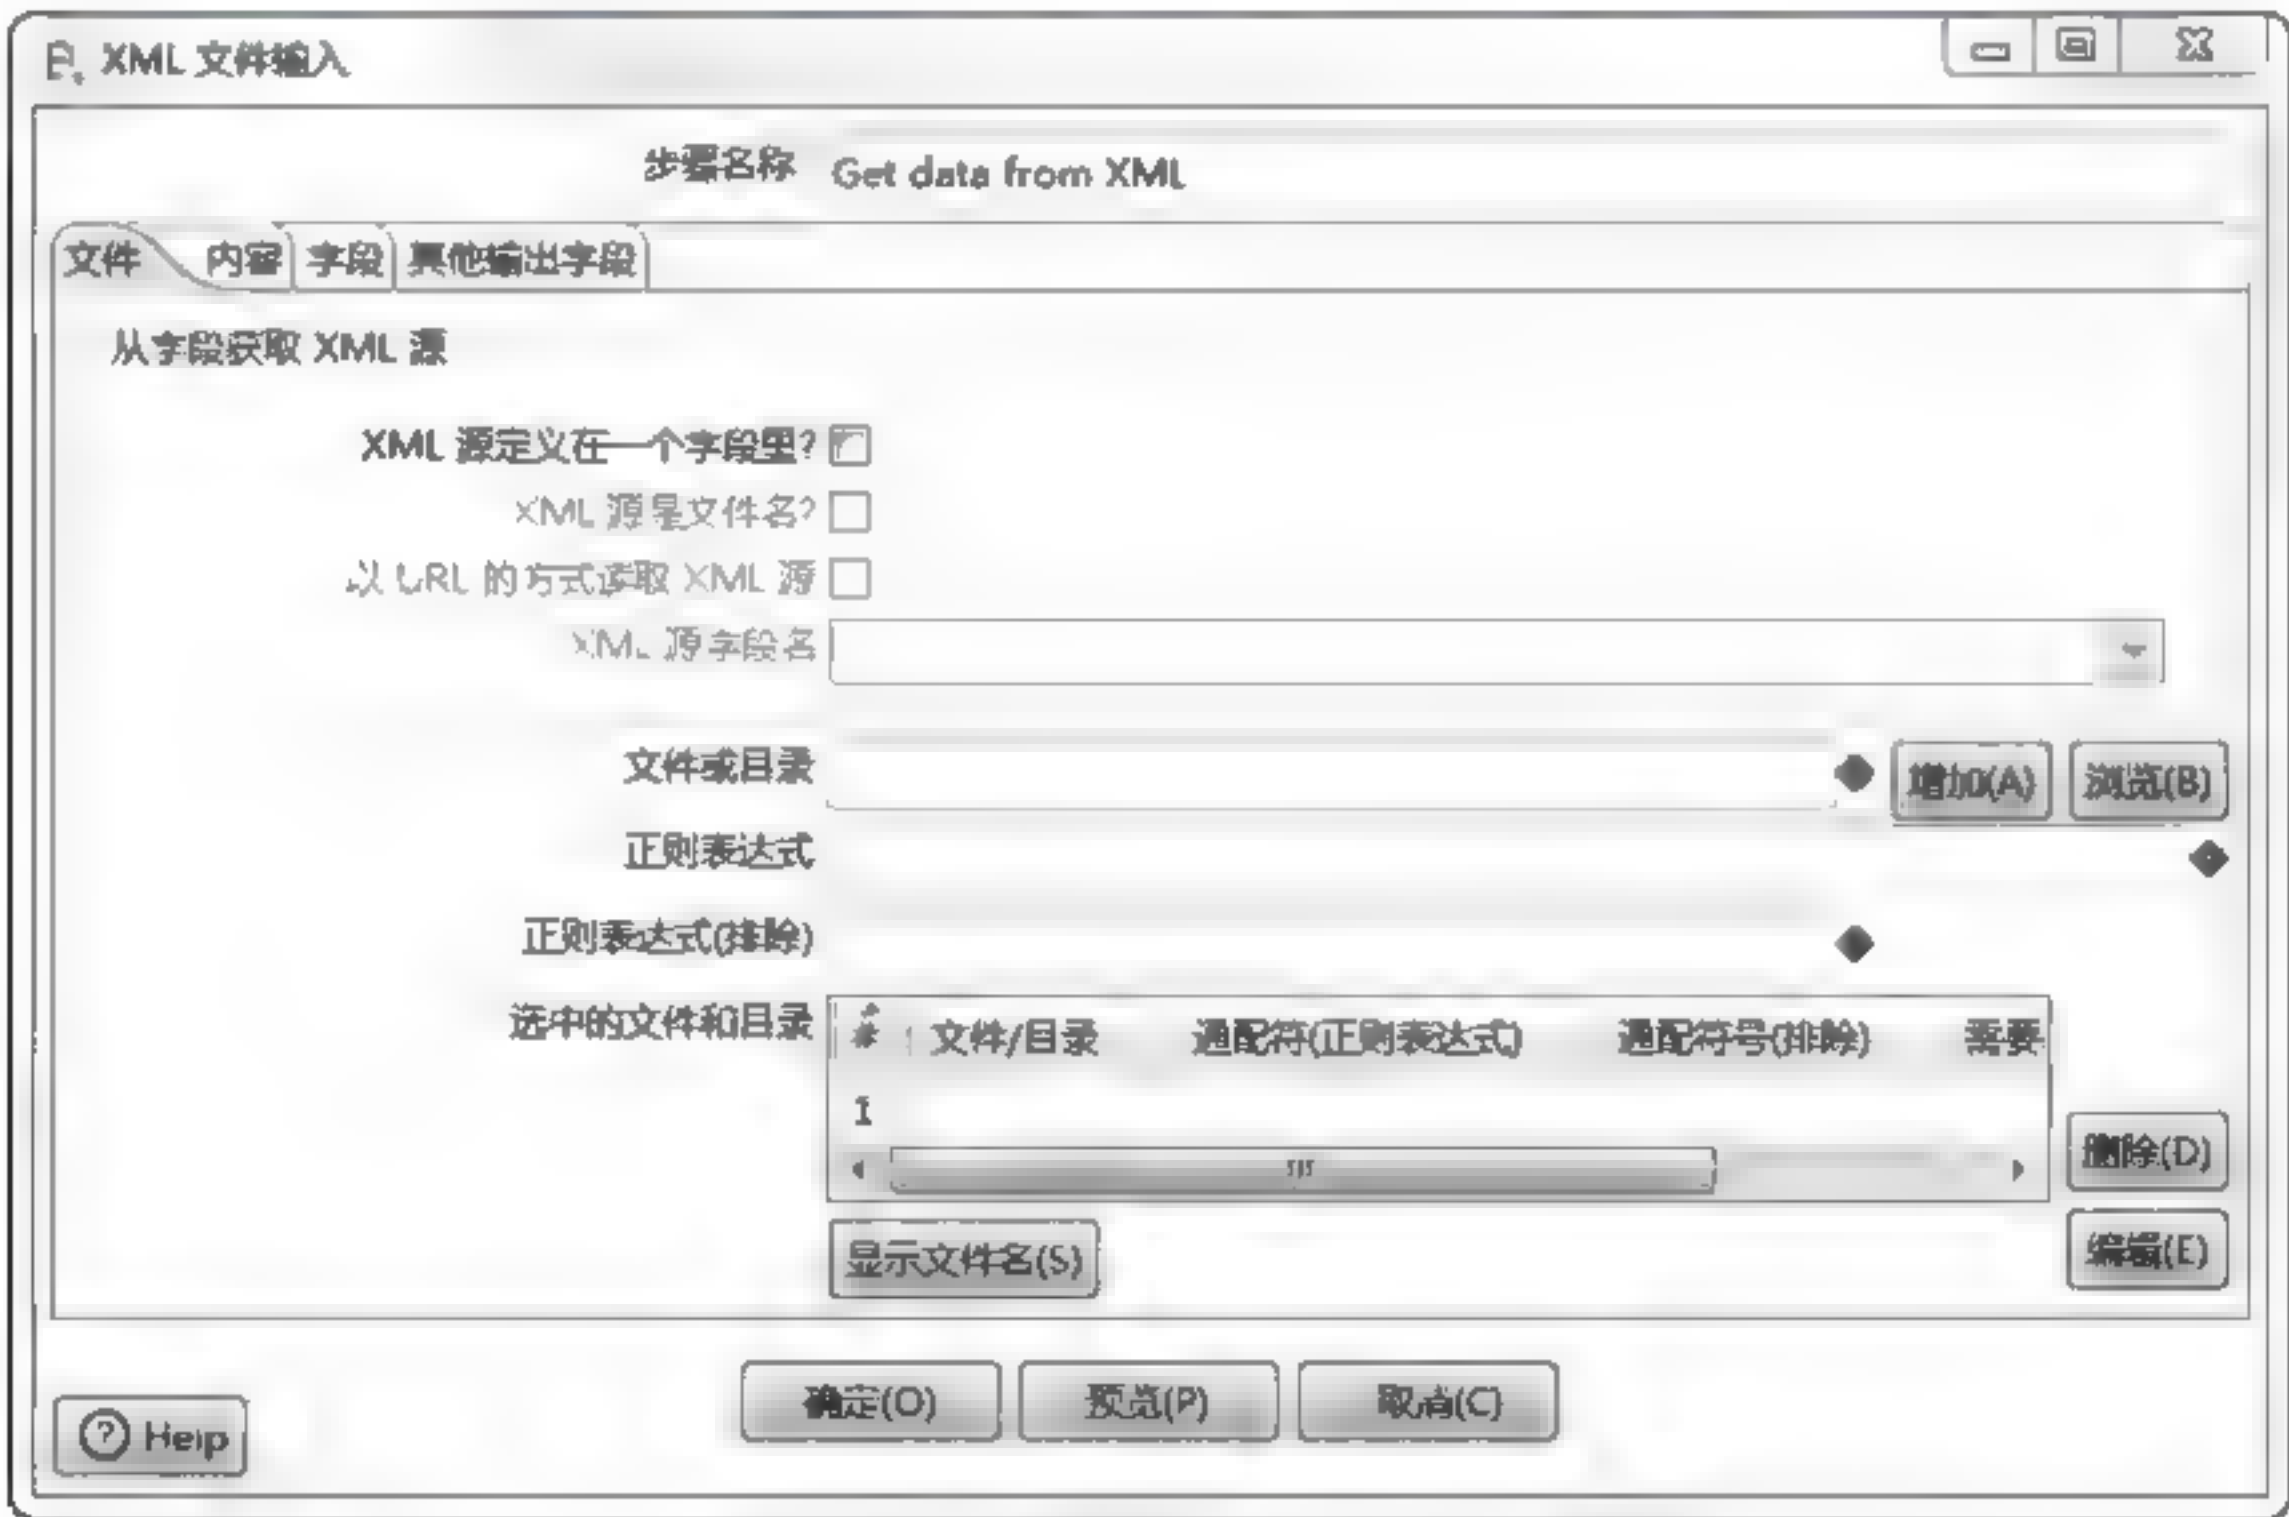 XML 文件输入
步骤名称 Get data from XML
文件 内容 字段 其他输出字段
从字段获取 XML 源
XML 源定义在一个字段里?
XML 源是文件名?
以 URL 的方式读取 XML 源
XML 源字段名
文件或目录 增加(A) 浏览(B)
正则表达式
正则表达式(排除)
选中的文件和目录 # 文件/目录 通配符(正则表达式) 通配符号(排除) 需要
1
删除(D)
显示文件名(S) 编辑(E)
确定(O) 预览(P) 取消(C)
? Help